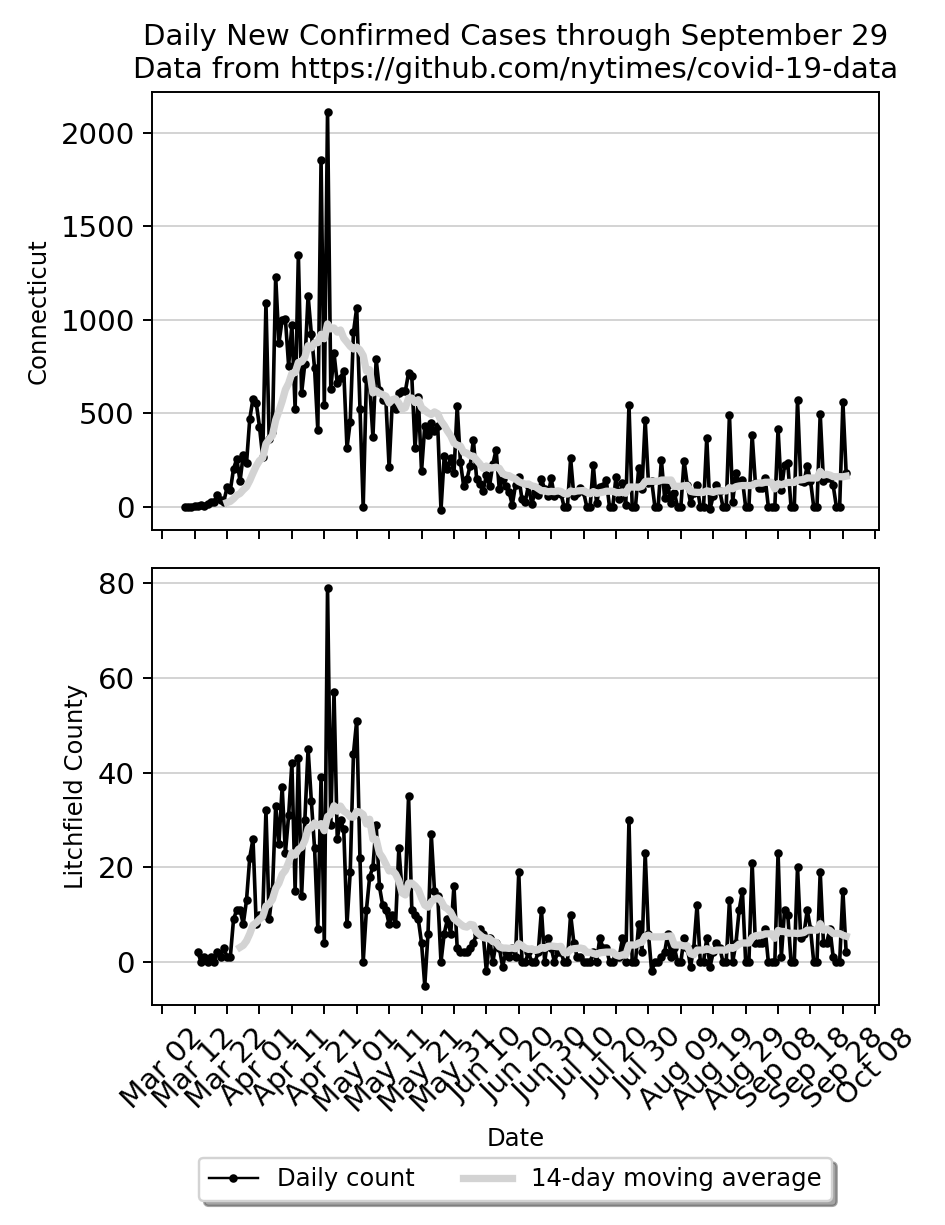 Daily New Confirmed Cases through September 29
Data from https://github.com/nytimes/covid-19-data
2000
1500
1000
500
0
Connecticut
80
60
40
20
0
Litchfield County
Mar 02
Mar 12
Mar 22
Apr 01
Apr 11
Apr 21
May 01
May 11
May 21
May 31
Jun 10
Jun 20
Jun 30
Jul 10
Jul 20
Jul 30
Aug 09
Aug 19
Aug 29
Sep 08
Sep 18
Sep 28
Oct 08
Date
Daily count
14-day moving average